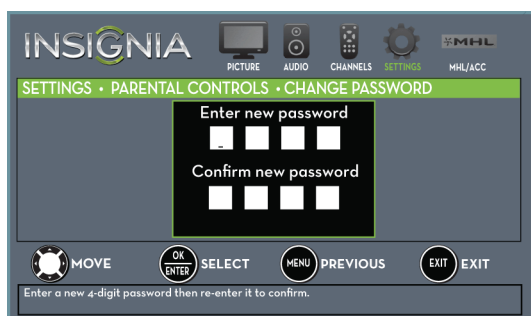 INSIGNIA
PICTURE AUDIO CHANNELS SETTINGS MHL MHL/ACC
SETTINGS • PARENTAL CONTROLS • CHANGE PASSWORD
Enter new password
_
Confirm new password
MOVE OK ENTER SELECT MENU PREVIOUS EXIT EXIT
Enter a new 4-digit password then re-enter it to confirm.